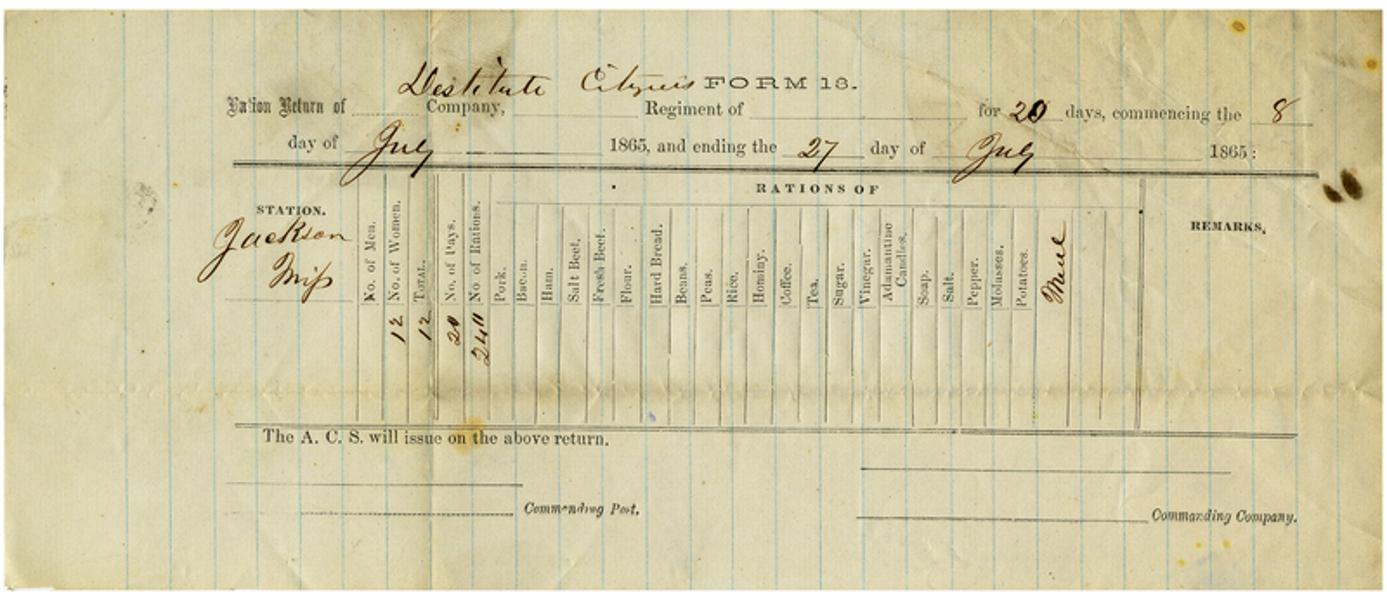 Destitute Citizens FORM 13.
Ration Return of Company, Regiment of for 20 days, commencing the 8
day of July 1865, and ending the 27 day of July 1865:
RATIONS OF
STATION.
No. of Men.
No. of Women.
TOTAL.
No. of Days.
No. of Rations.
Pork.
Bacon.
Ham.
Salt Beef.
Fresh Beef.
Flour.
Hard Bread.
Beans.
Peas.
Rice.
Hominy.
Coffee.
Tea.
Sugar.
Vinegar.
Adamantine
Candles.
Soap.
Salt.
Pepper.
Molasses.
Potatoes.
Meal
REMARKS.
Jackson
Miss
12
12
20
240
The A. C. S. will issue on the above return.
Commanding Post.
Commanding Company.